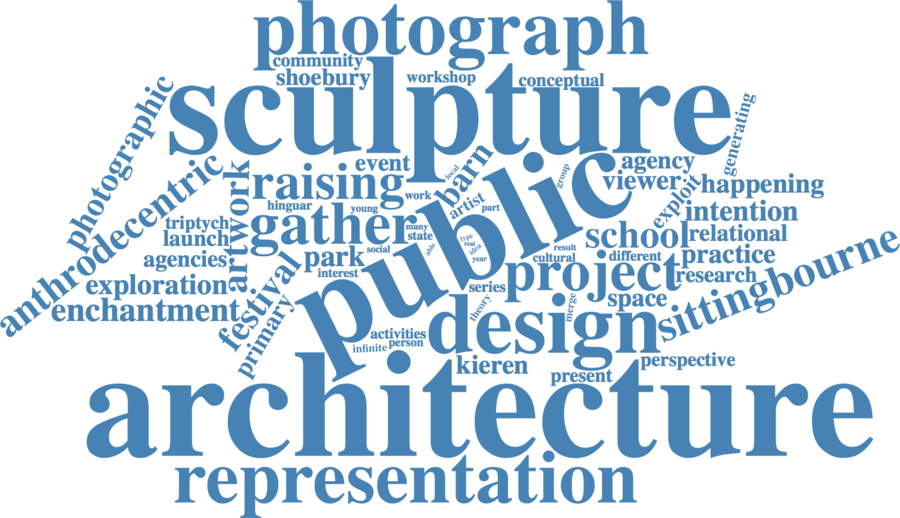 photograph
community
shoebury
workshop
conceptual
sculpture
photographic
generating
anthrodecentric
artwork
event
raising
barn
local
group
agency
viewer
exploit
happening
hinguar
young
work
artist
part
intention
triptych
gather
many
state
public
launch
school
relational
agencies
park
social
able
type
real
idea
year
result
cultural
different
practice
interest
exploration
festival
series
project
research
enchantment
primary
theory
merge
space
sittingbourne
activities
infinite
person
design
kieren
perspective
present
architecture
representation